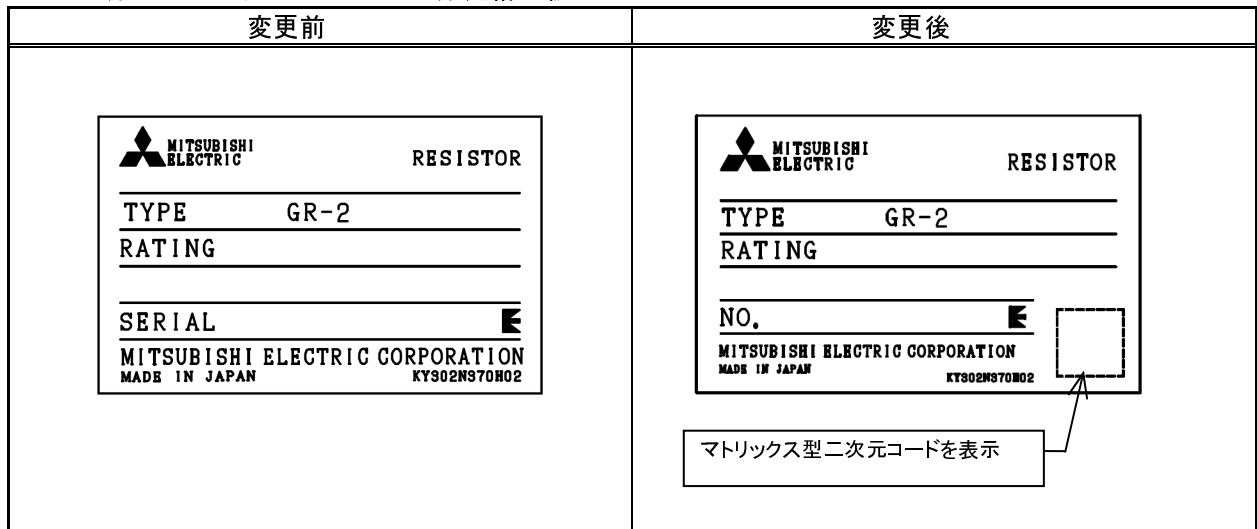 変更前
変更後
MITSUBISHI
ELECTRIC
RESISTOR
TYPE GR-2
RATING
SERIAL
MITSUBISHI ELECTRIC CORPORATION
MADE IN JAPAN KY302N370H02
MITSUBISHI
ELECTRIC
RESISTOR
TYPE GR-2
RATING
NO.
MITSUBISHI ELECTRIC CORPORATION
MADE IN JAPAN
KY302N370H02
マトリックス型二次元コードを表示